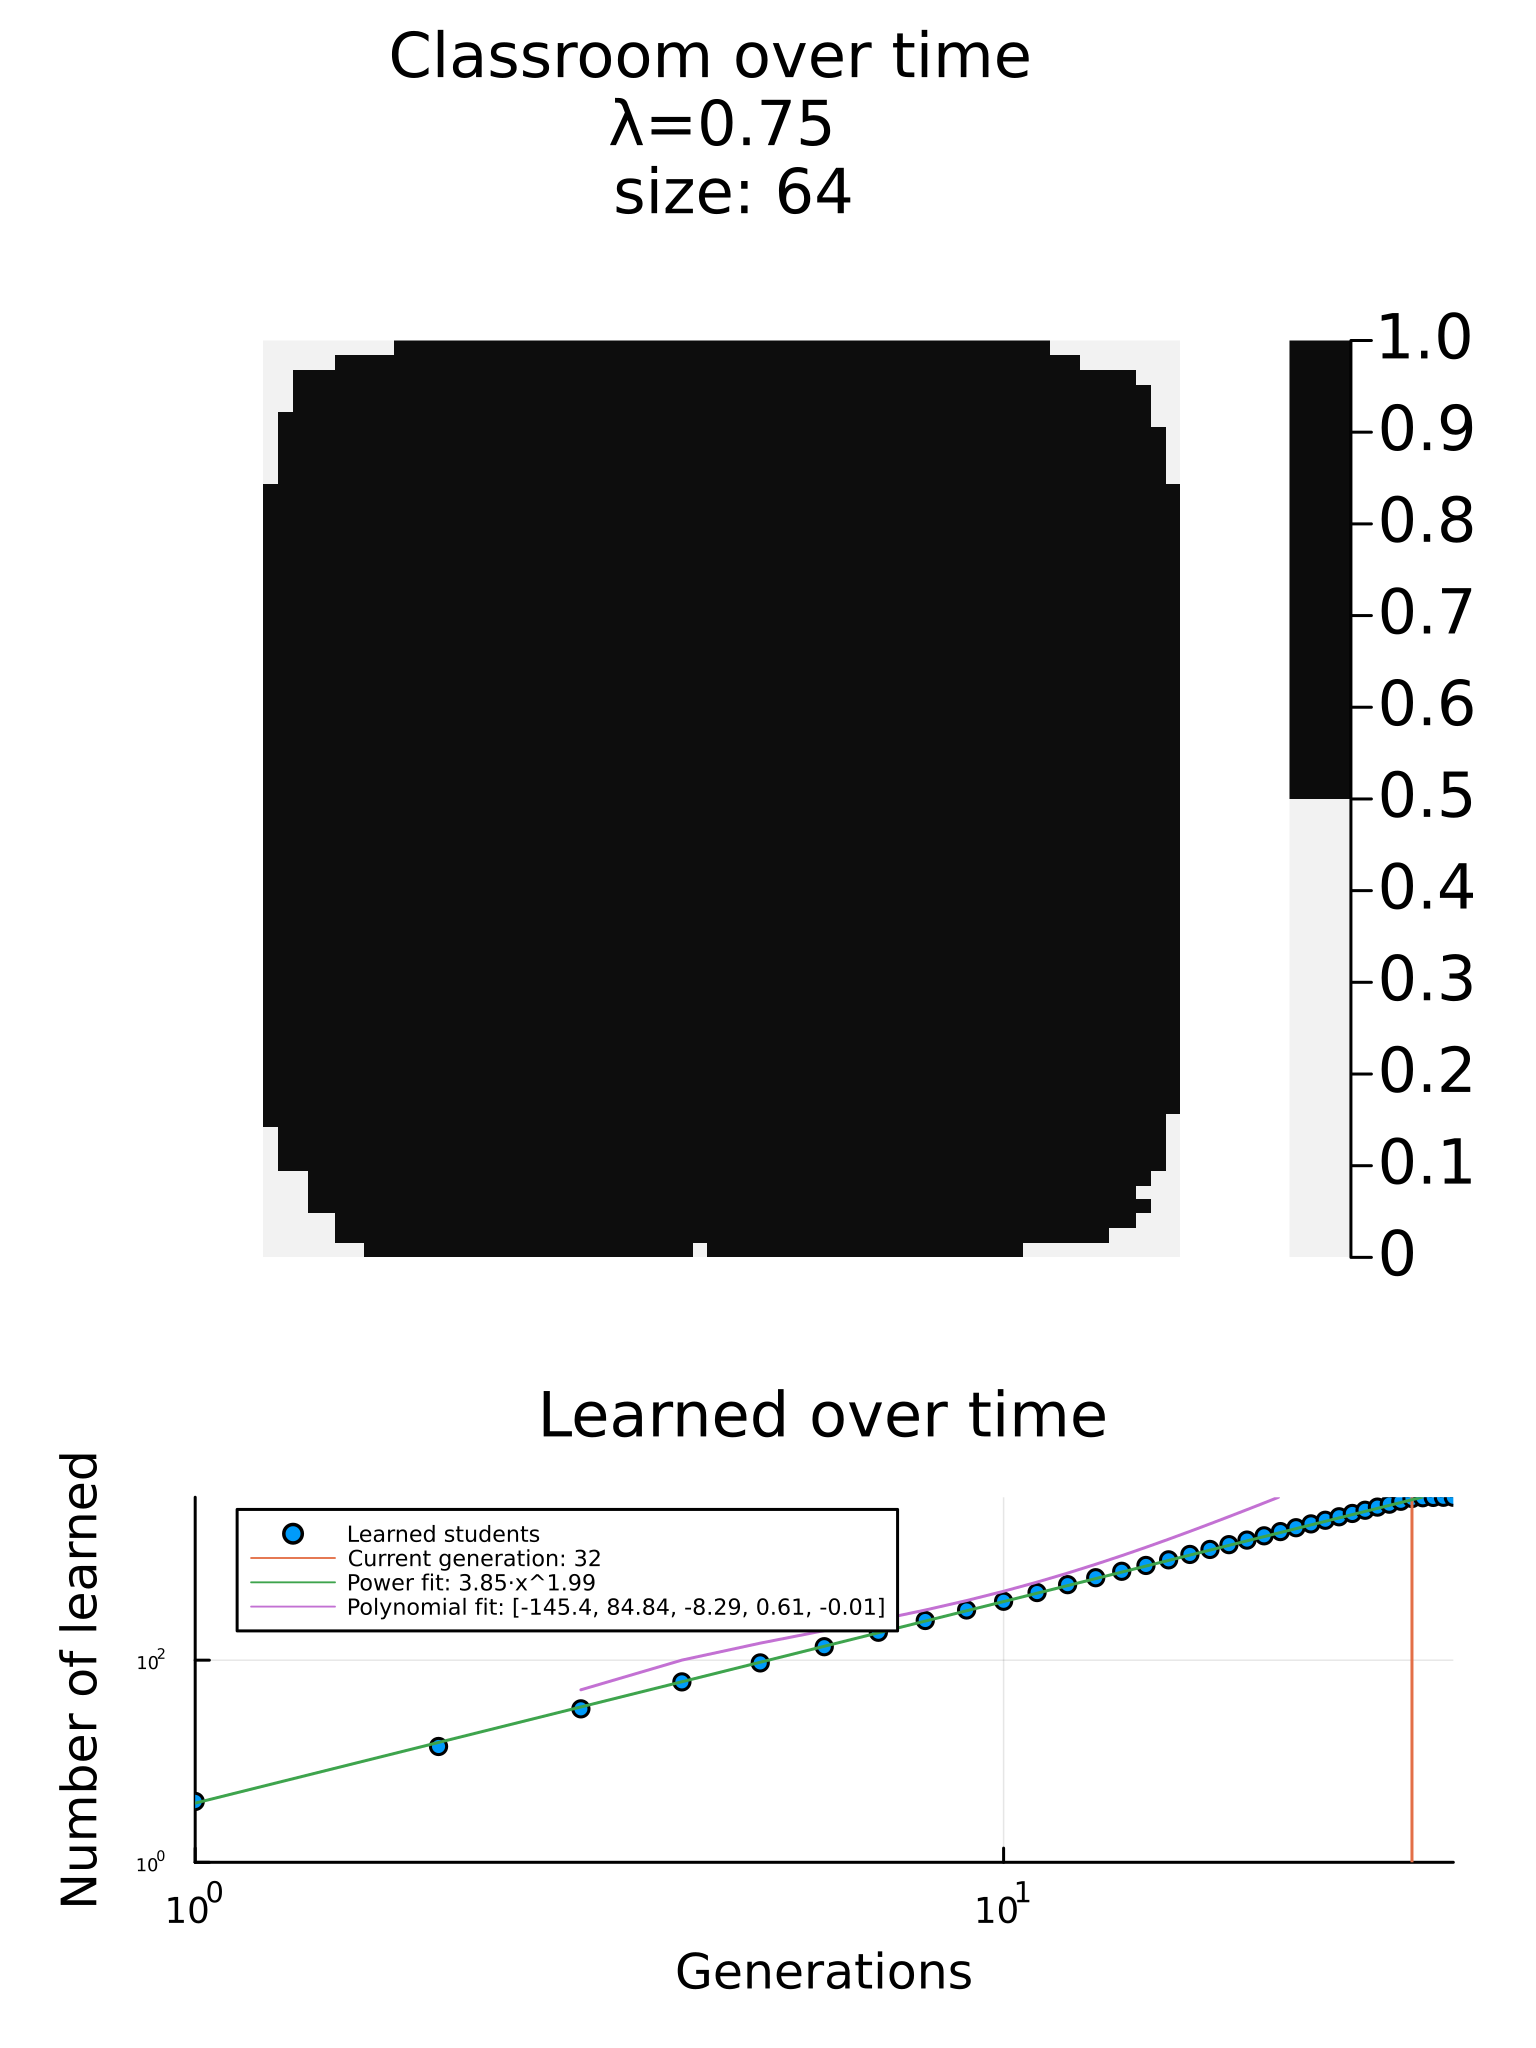 Classroom over time
λ=0.75
size: 64
1.0
0.9
0.8
0.7
0.6
0.5
0.4
0.3
0.2
0.1
0
Learned over time
Number of learned
Learned students
Current generation: 32
Power fit: 3.85·x^1.99
Polynomial fit: [-145.4, 84.84, -8.29, 0.61, -0.01]
10²
10⁰
10⁰
10¹
Generations